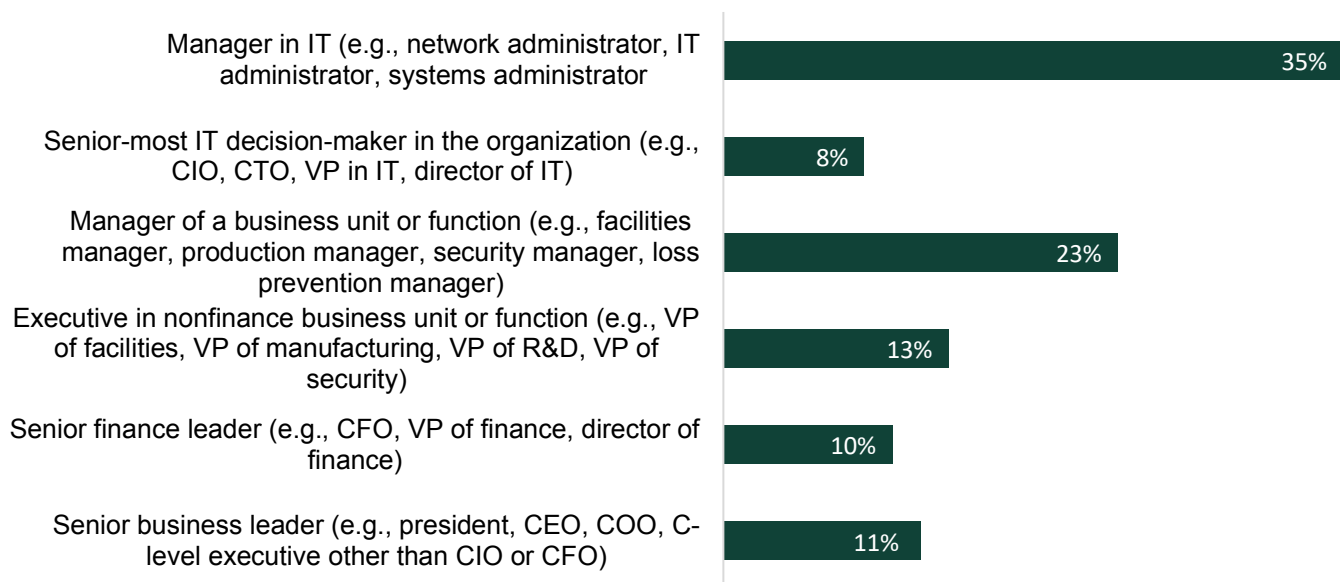 Manager in IT (e.g., network administrator, IT
administrator, systems administrator
35%
Senior-most IT decision-maker in the organization (e.g.,
CIO, CTO, VP in IT, director of IT)
8%
Manager of a business unit or function (e.g., facilities
manager, production manager, security manager, loss
prevention manager)
23%
Executive in nonfinance business unit or function (e.g., VP
of facilities, VP of manufacturing, VP of R&D, VP of
security)
13%
Senior finance leader (e.g., CFO, VP of finance, director of
finance)
10%
Senior business leader (e.g., president, CEO, COO, C-
level executive other than CIO or CFO)
11%